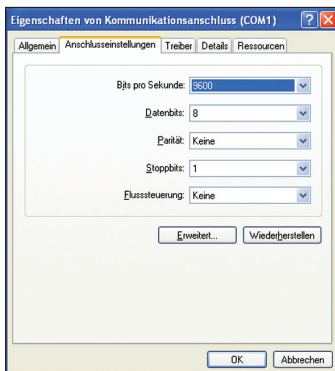 Eigenschaften von Kommunikationsanschluss (COM1)
Allgemein Anschlusseinstellungen Treiber Details Ressourcen
Bits pro Sekunde: 9600
Datenbits: 8
Parität: Keine
Stoppbits: 1
Flusssteuerung: Keine
Erweitert... Wiederherstellen
OK Abbrechen